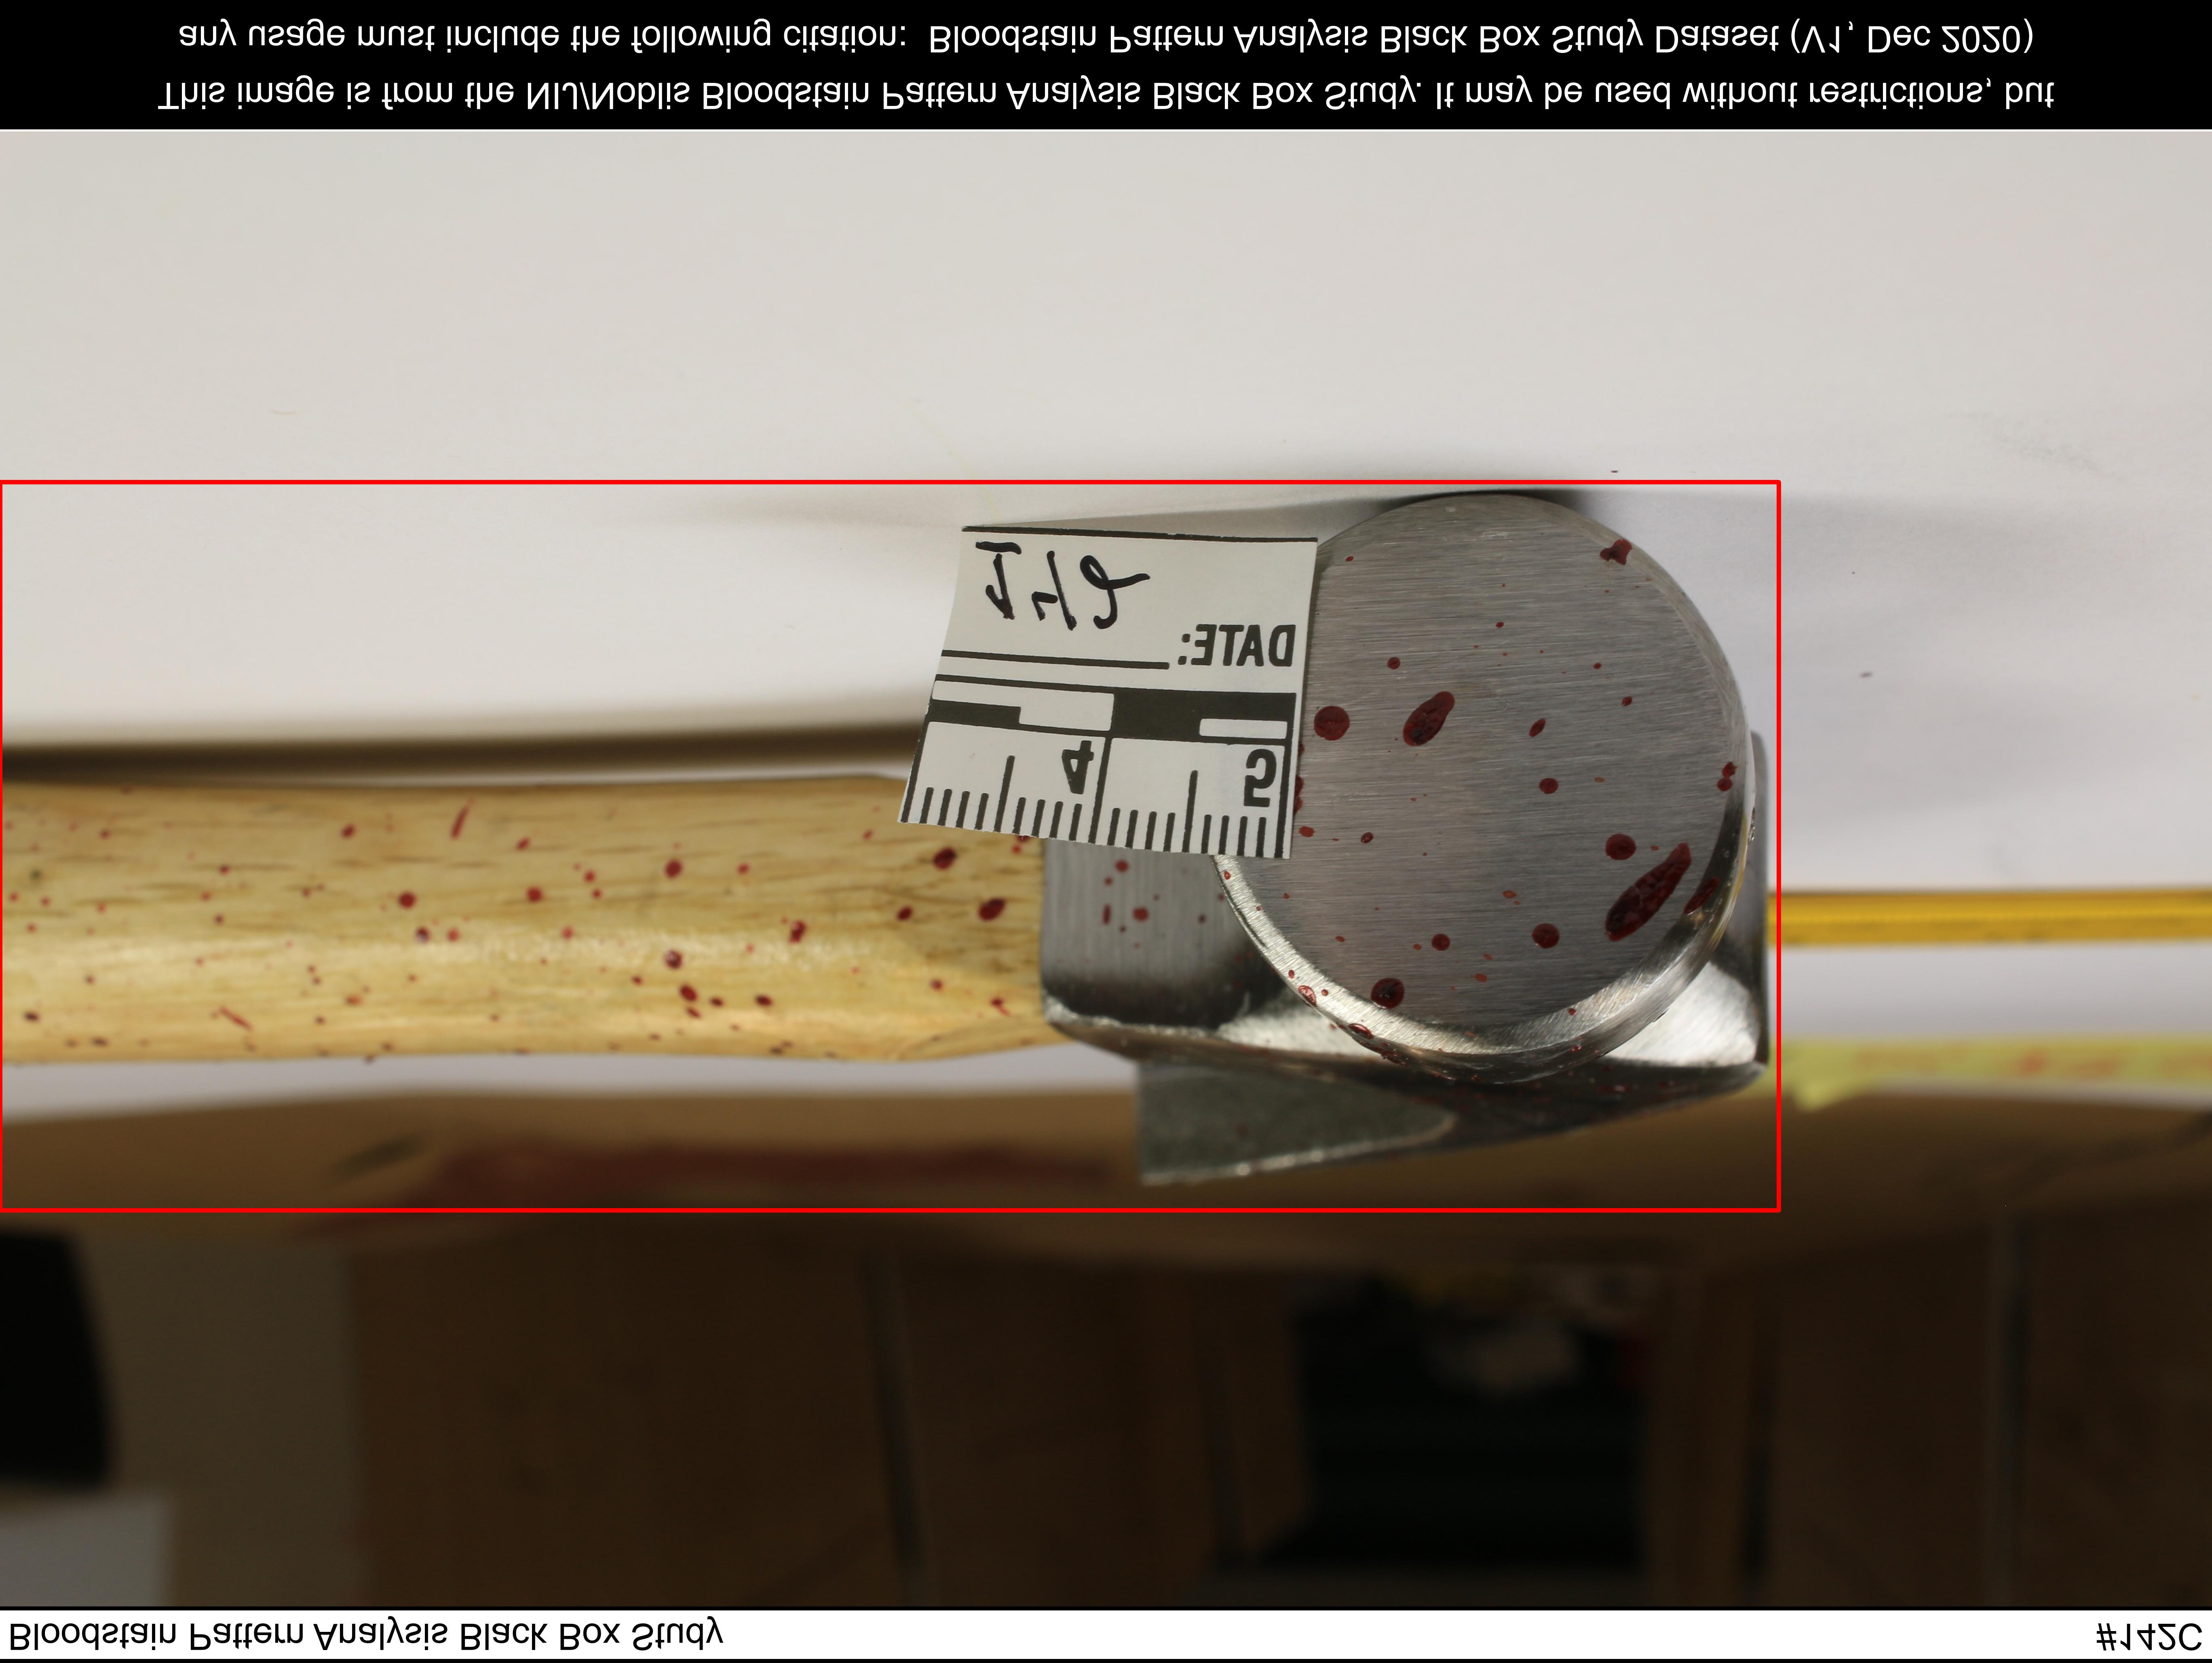 Bloodstain Pattern Analysis Black Box Study #142C
5 4
DATE:
142
This image is from the NIJ/Noblis Bloodstain Pattern Analysis Black Box Study. It may be used without restrictions, but
any usage must include the following citation: Bloodstain Pattern Analysis Black Box Study Dataset (V1, Dec 2020)